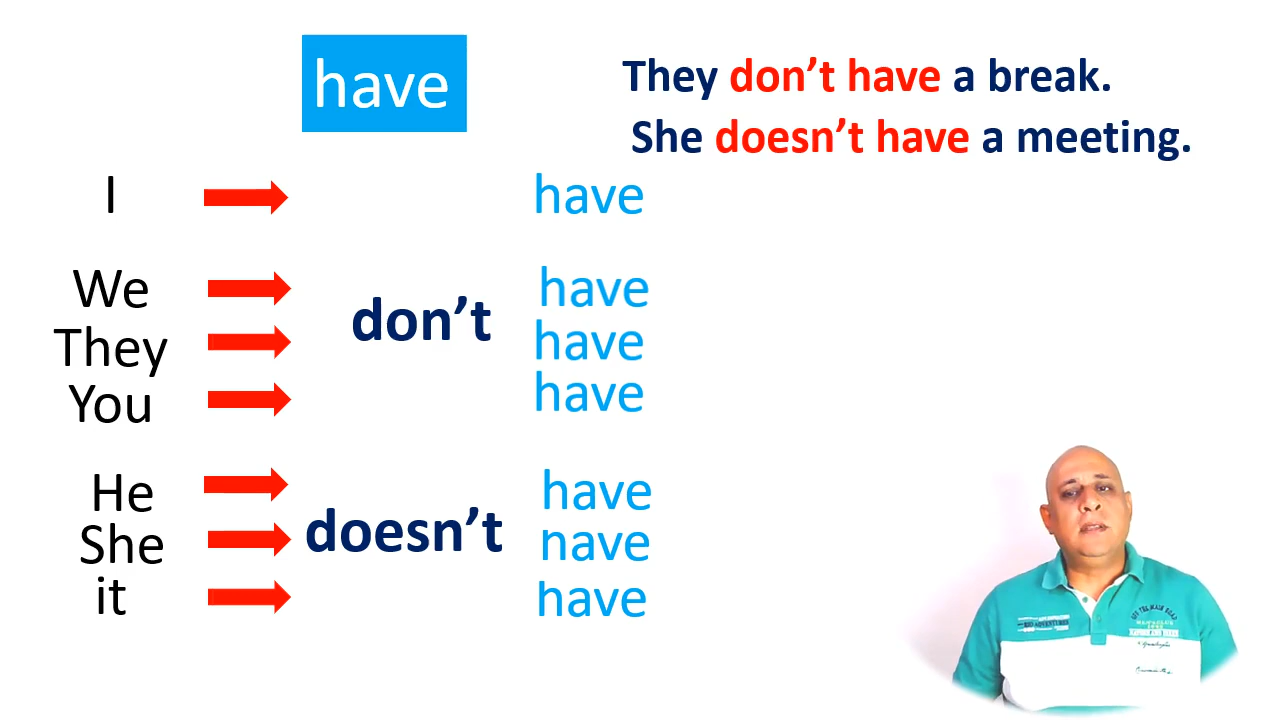 have
They don’t have a break.
She doesn’t have a meeting.
I have
We have
don’t
They have
You have
He have
doesn’t
She nave
it have